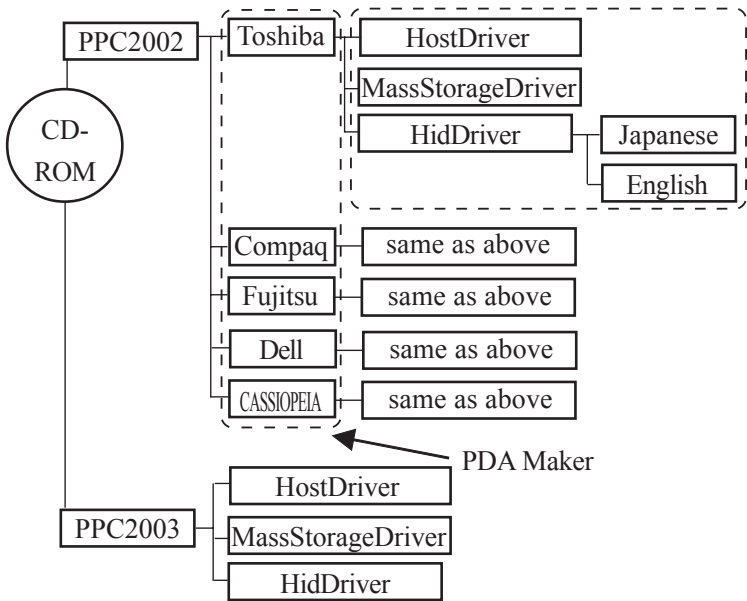 PPC2002
Toshiba
HostDriver
MassStorageDriver
HidDriver
Japanese
English
CD-
ROM
Compaq
same as above
Fujitsu
same as above
Dell
same as above
CASSIOPEIA
same as above
PDA Maker
PPC2003
HostDriver
MassStorageDriver
HidDriver